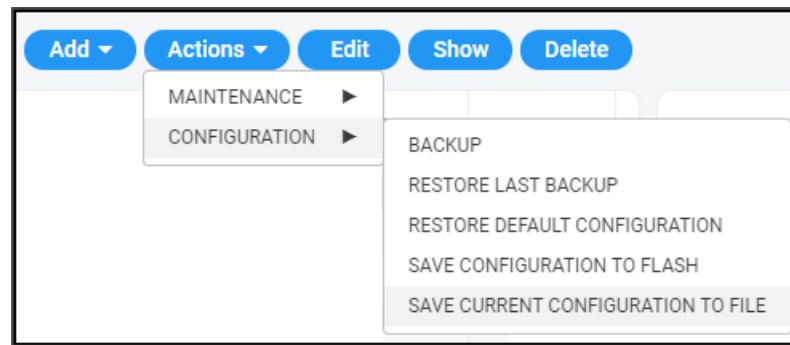 Add Actions Edit Show Delete
MAINTENANCE
CONFIGURATION
BACKUP
RESTORE LAST BACKUP
RESTORE DEFAULT CONFIGURATION
SAVE CONFIGURATION TO FLASH
SAVE CURRENT CONFIGURATION TO FILE